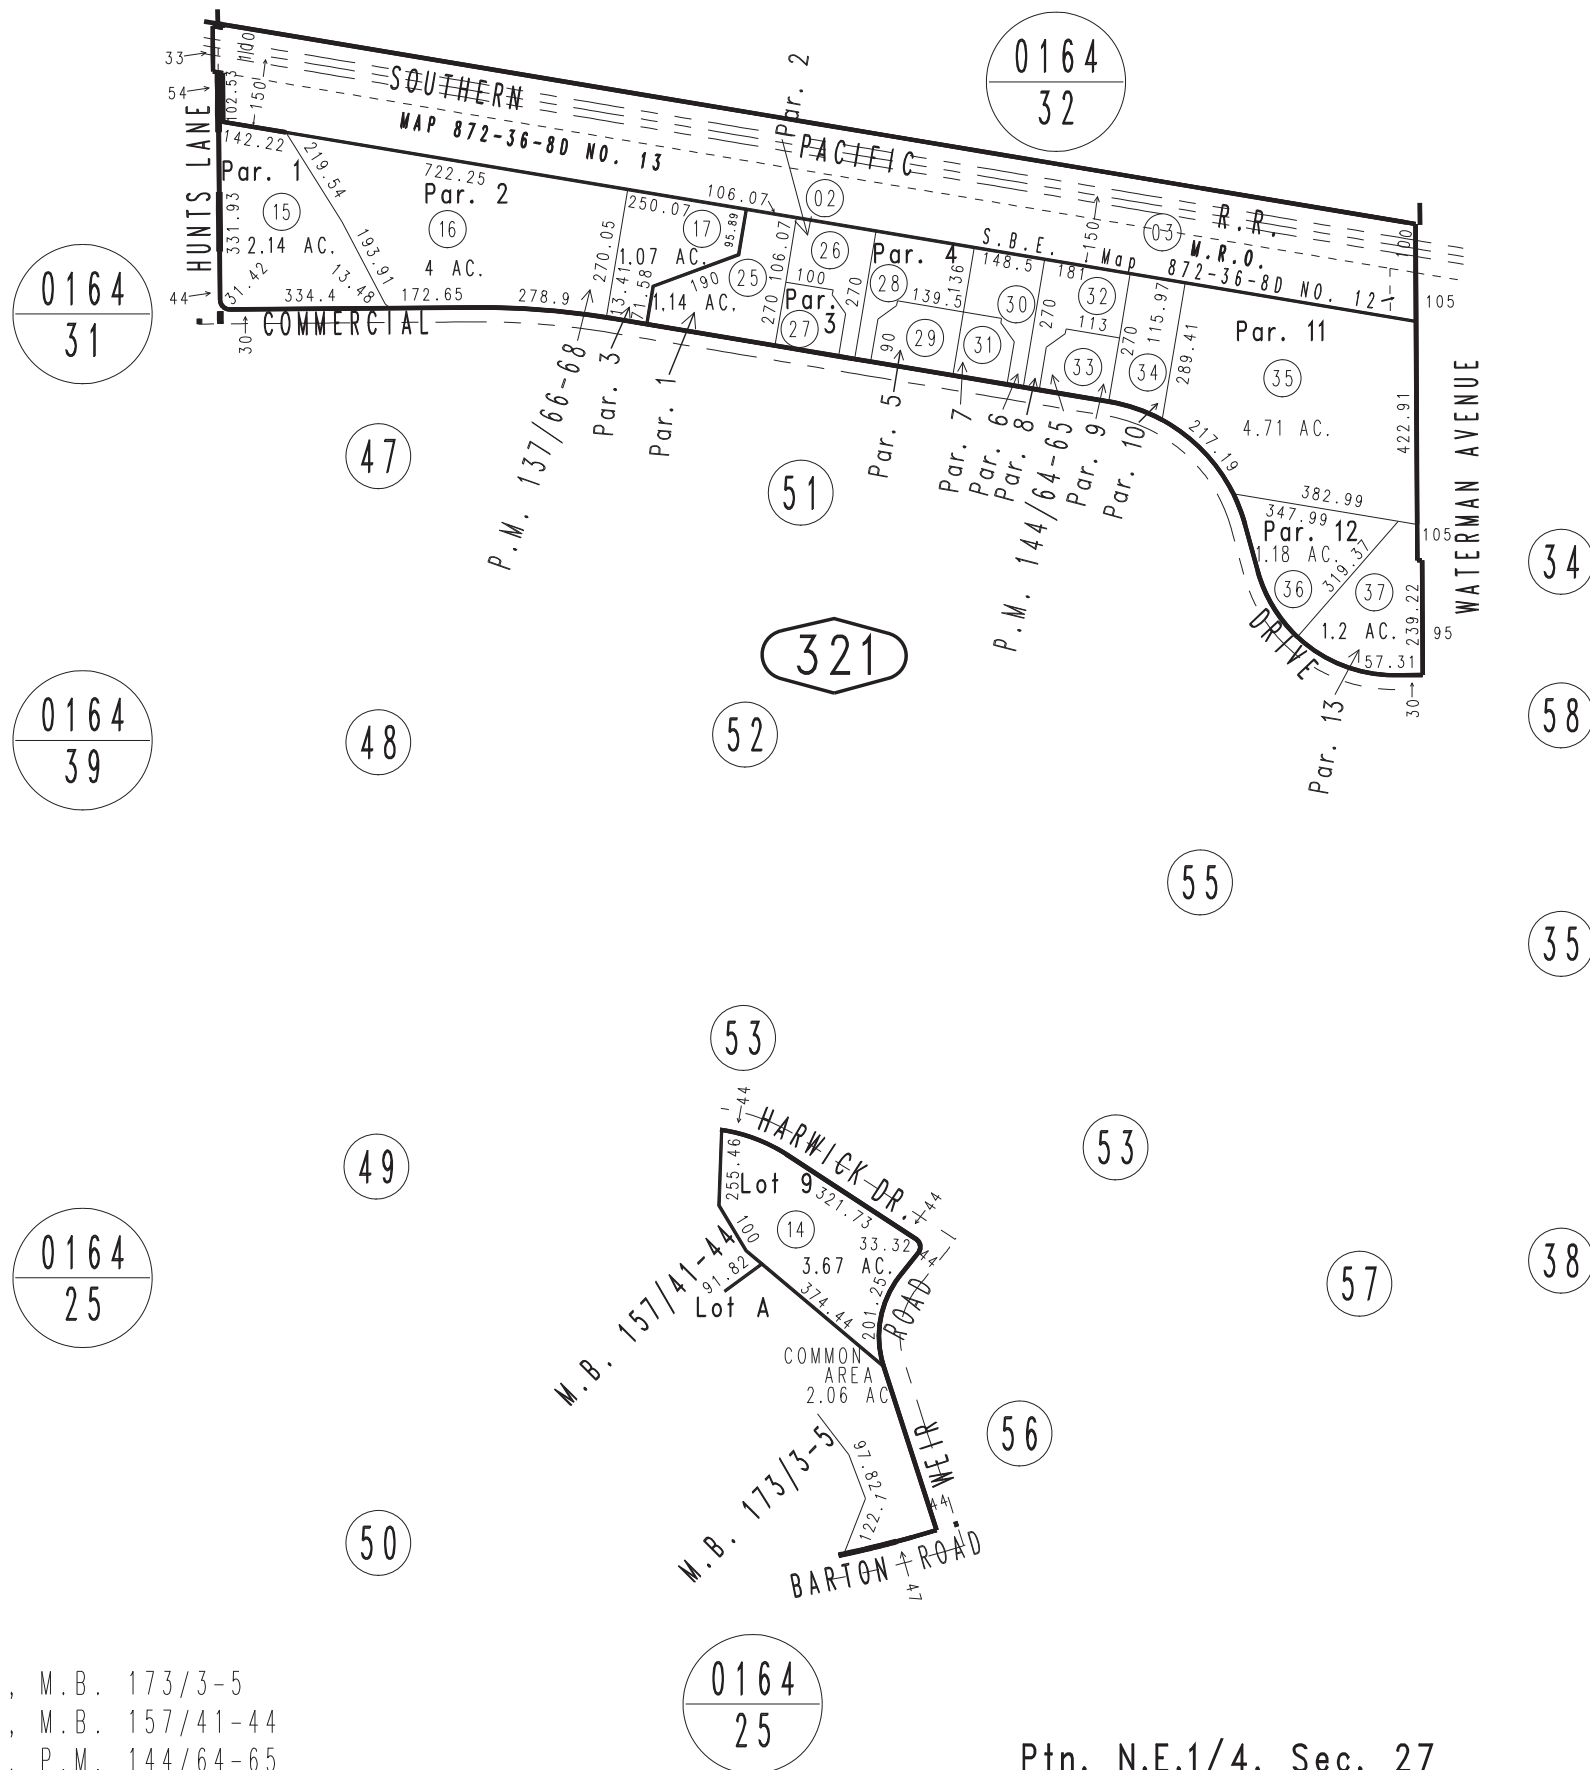 0164
32
33
100
54
102.53
150
SOUTHERN
MAP 872-36-8D NO. 13
Par. 2
PACIFIC
R.R.
M.R.O.
S.B.E. Map 872-36-8D NO. 12
02
03
150
100
105
HUNTS LANE
142.22
219.54
Par. 1
15
2.14 AC.
331.93
193.91
13.48
31.42
334.4
44
30
0164
31
722.25
Par. 2
16
4 AC.
172.65
278.9
270.05
COMMERCIAL
250.07
17
1.07 AC.
95.89
13.41
71.58
190
1.14 AC.
25
106.07
106.07
26
100
270
Par.
3
27
270
Par. 4
28
139.5
136
90
29
148.5
30
31
270
181
32
113
33
270
115.97
34
289.41
Par. 11
35
4.71 AC.
422.91
217.19
382.99
347.99
Par. 12
1.18 AC.
319.37
36
37
1.2 AC.
239.22
57.31
105
95
30
WATERMAN AVENUE
DRIVE
P.M. 137/66-68
Par. 3
Par. 1
Par. 5
Par. 7
Par. 6
Par. 8
P.M. 144/64-65
Par. 9
Par. 10
Par. 13
47
51
34
321
0164
39
48
52
58
55
35
53
49
53
0164
25
57
38
56
50
44
HARWICK DR.
44
255.46
Lot 9
321.73
14
33.32
44
100
3.67 AC.
91.82
Lot A
374.44
201.25
ROAD
M.B. 157/41-44
COMMON
AREA
2.06 AC
WEIR
M.B. 173/3-5
97.82
122.1
44
BARTON ROAD
47
0164
25
, M.B. 173/3-5
, M.B. 157/41-44
, P.M. 144/64-65
Ptn. N.E.1/4, Sec. 27